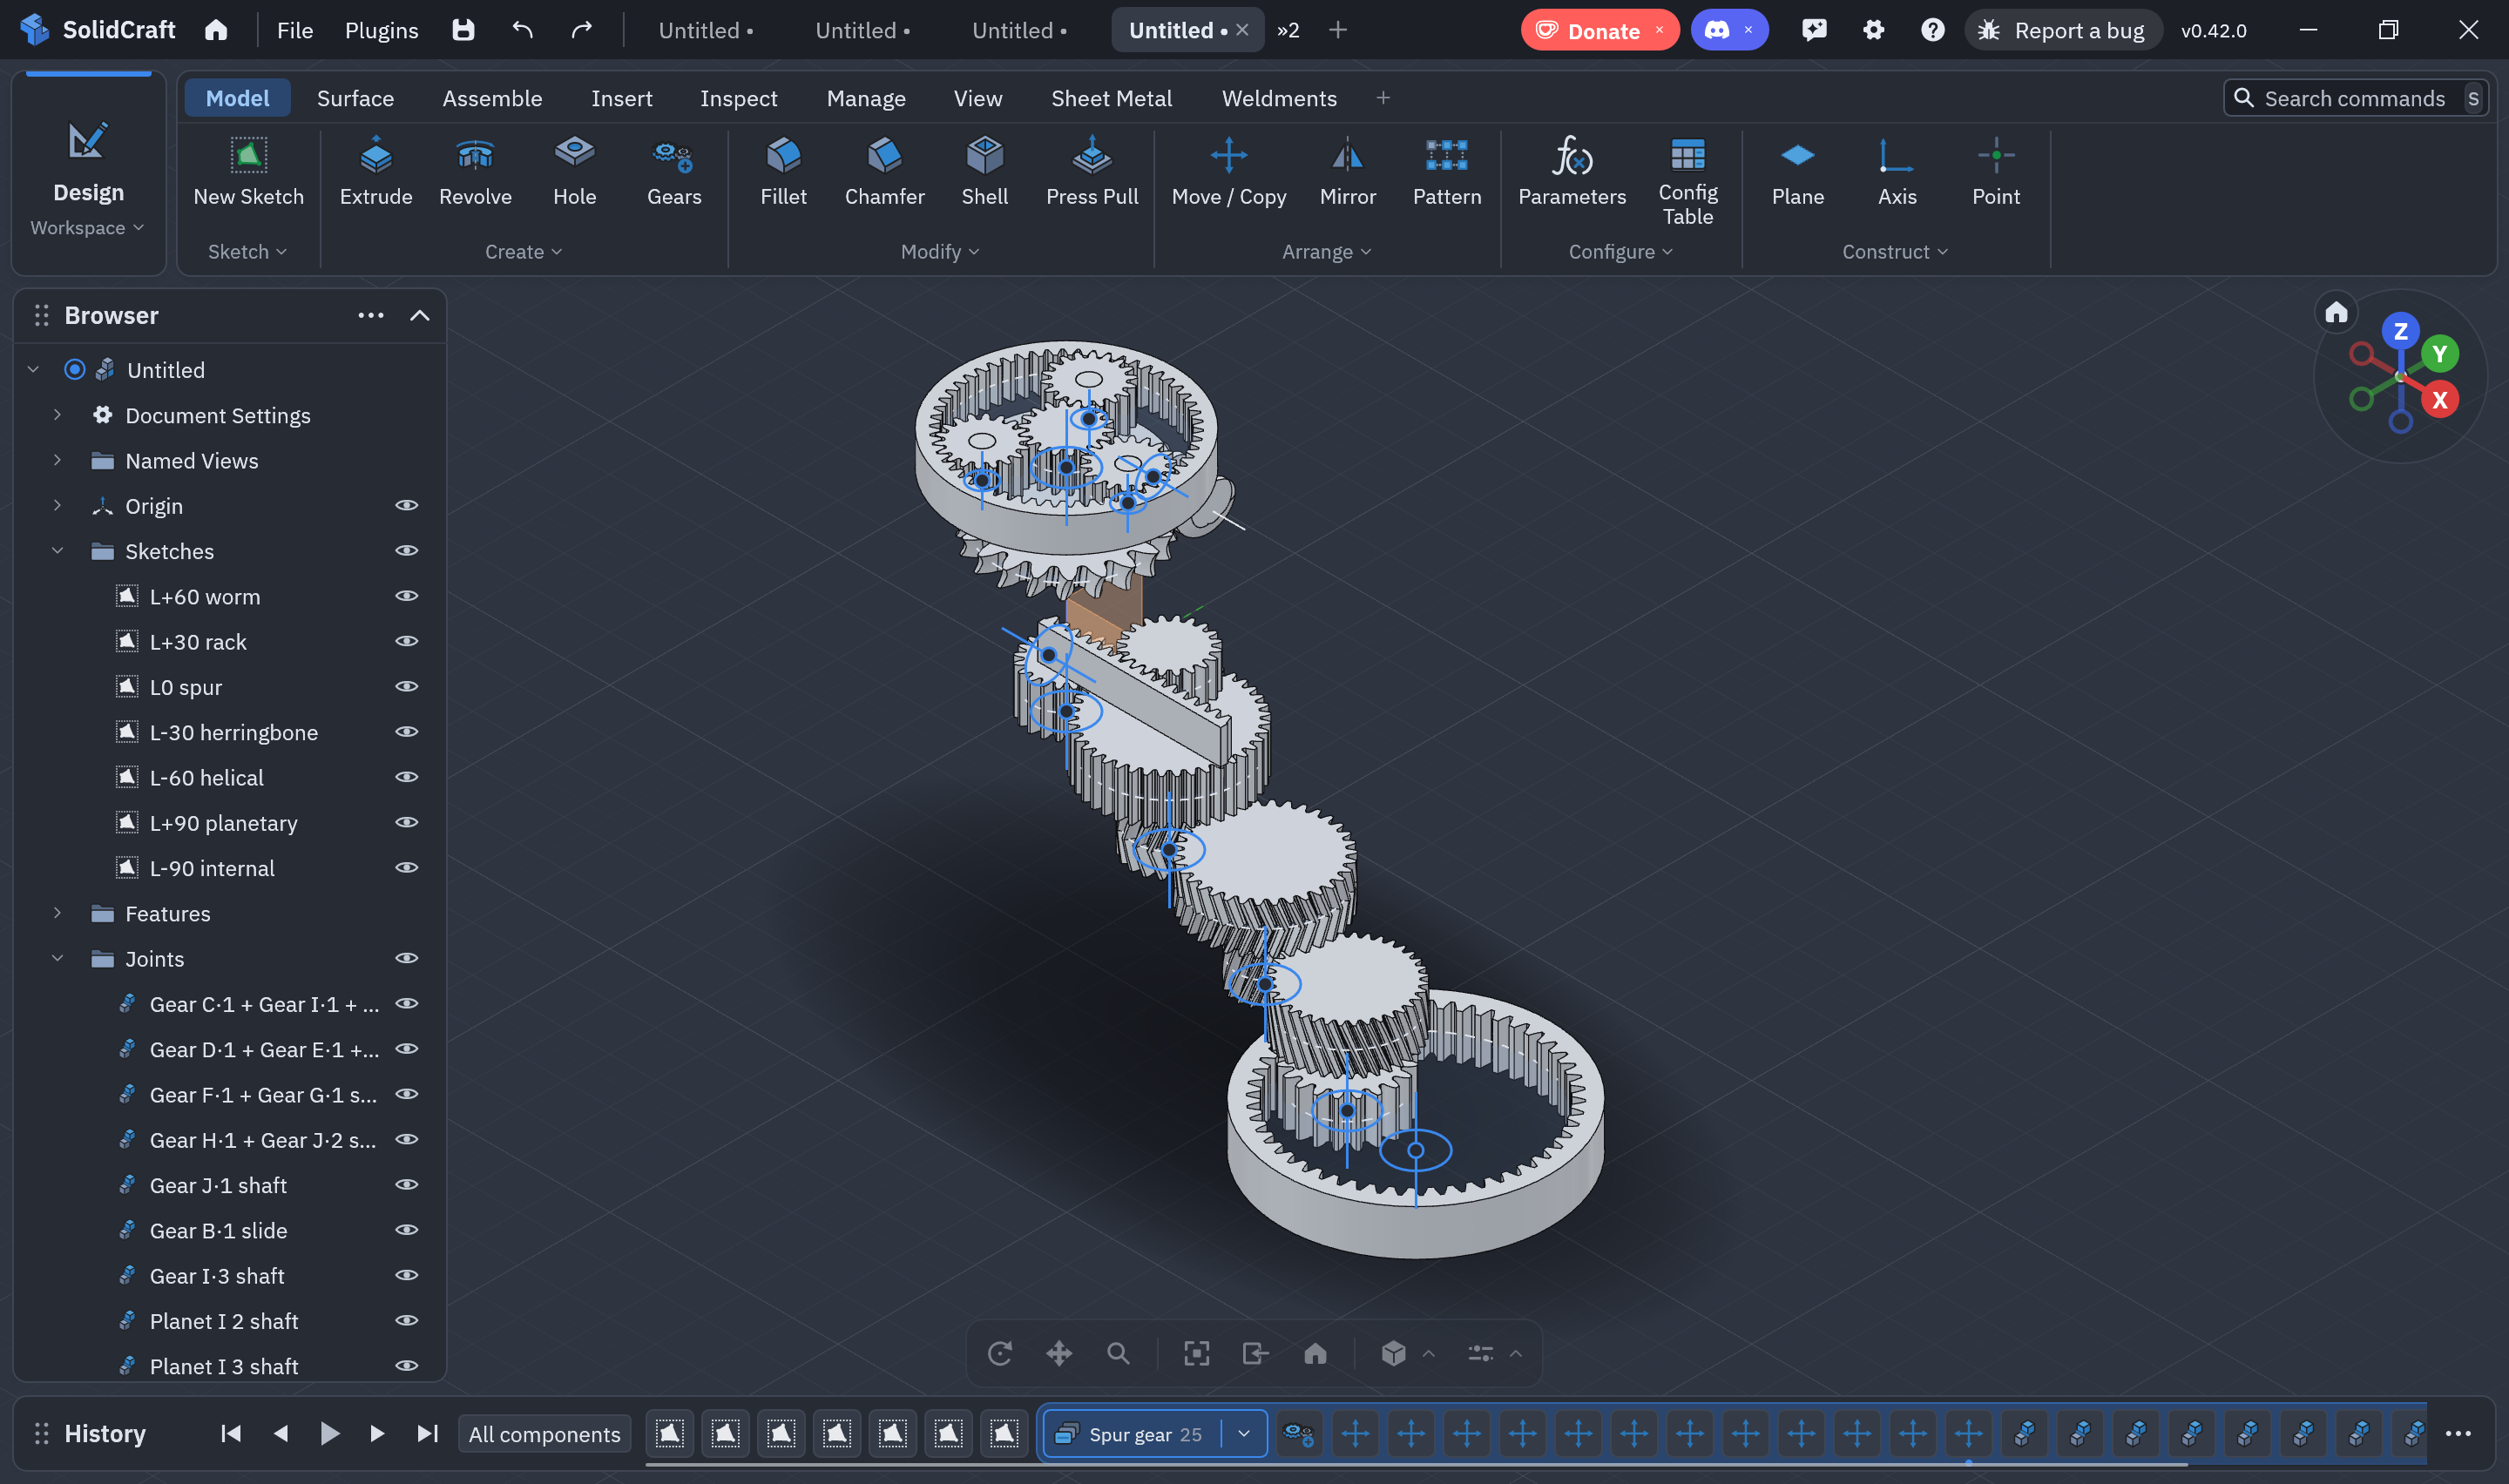 SolidCraft File Plugins Untitled • Untitled • Untitled • Untitled • »2 Donate × × Report a bug v0.42.0
Model Surface Assemble Insert Inspect Manage View Sheet Metal Weldments Search commands S
Design
Workspace
New Sketch Extrude Revolve Hole Gears Fillet Chamfer Shell Press Pull Move / Copy Mirror Pattern Parameters Config Table Plane Axis Point
Sketch Create Modify Arrange Configure Construct
Browser
Untitled
Document Settings
Named Views
Origin
Sketches
L+60 worm
L+30 rack
L0 spur
L-30 herringbone
L-60 helical
L+90 planetary
L-90 internal
Features
Joints
Gear C·1 + Gear I·1 + ...
Gear D·1 + Gear E·1 +...
Gear F·1 + Gear G·1 s...
Gear H·1 + Gear J·2 s...
Gear J·1 shaft
Gear B·1 slide
Gear I·3 shaft
Planet I 2 shaft
Planet I 3 shaft
Z
Y
X
History All components Spur gear 25